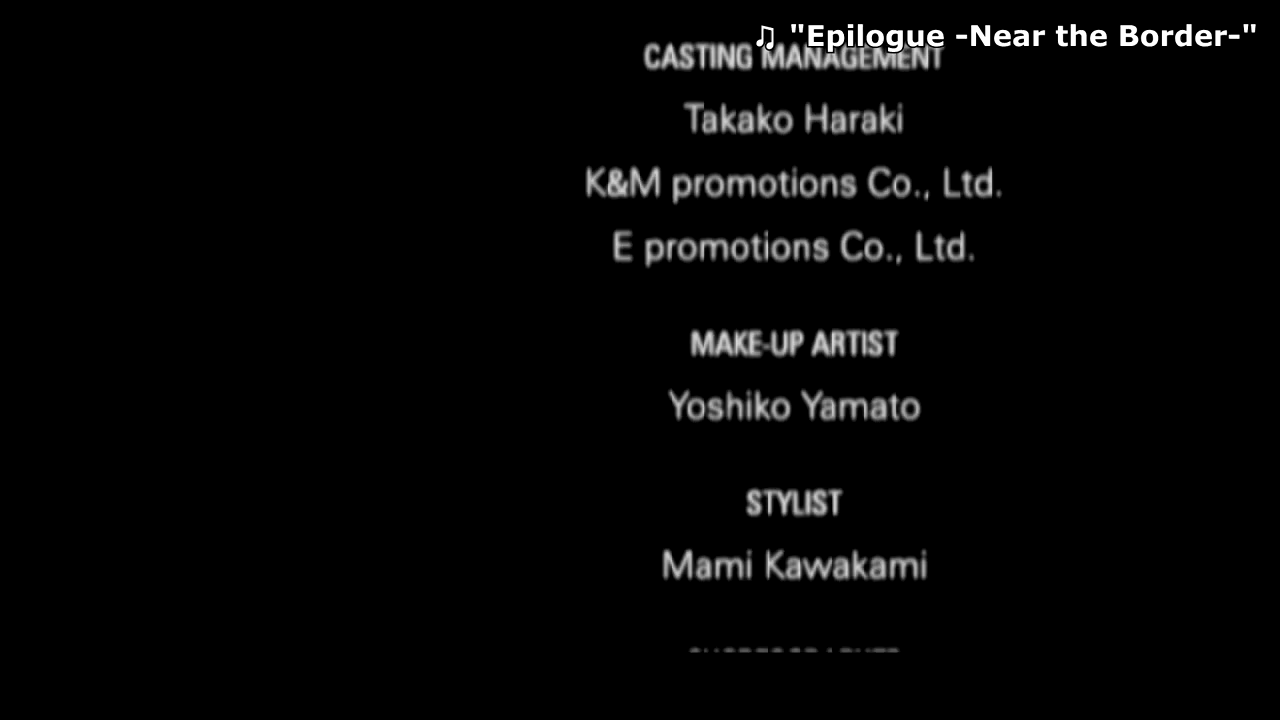 ♫ "Epilogue -Near the Border-"
CASTING MANAGEMENT
Takako Haraki
K&M promotions Co., Ltd.
E promotions Co., Ltd.
MAKE-UP ARTIST
Yoshiko Yamato
STYLIST
Mami Kawakami